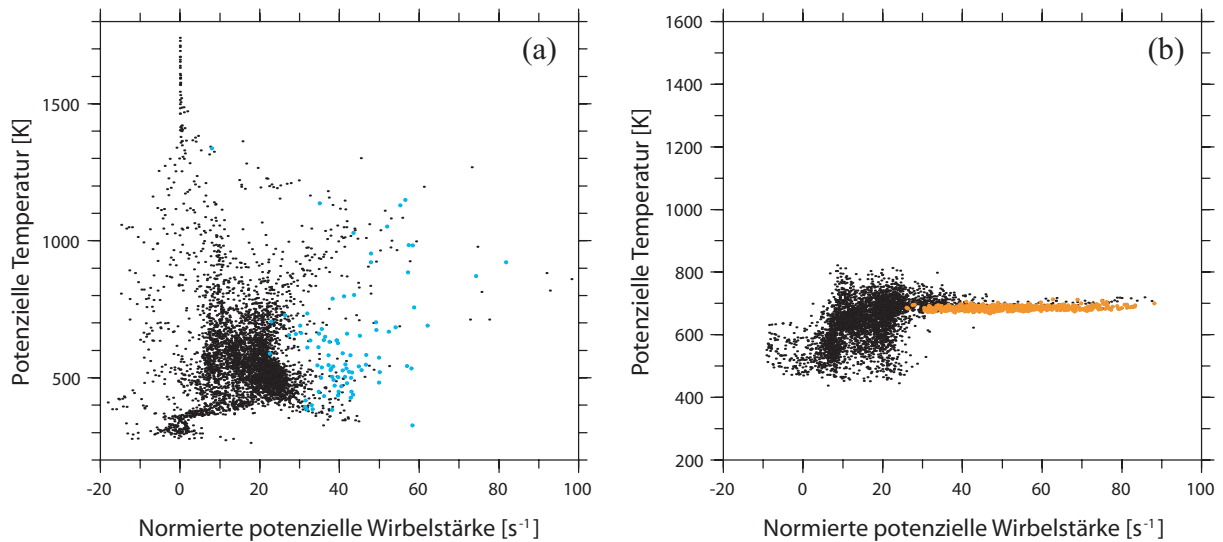 (a)
Potenzielle Temperatur [K]
1500
1000
500
-20 0 20 40 60 80 100
Normierte potenzielle Wirbelstärke [s⁻¹]
(b)
Potenzielle Temperatur [K]
1600
1400
1200
1000
800
600
400
200
-20 0 20 40 60 80 100
Normierte potenzielle Wirbelstärke [s⁻¹]